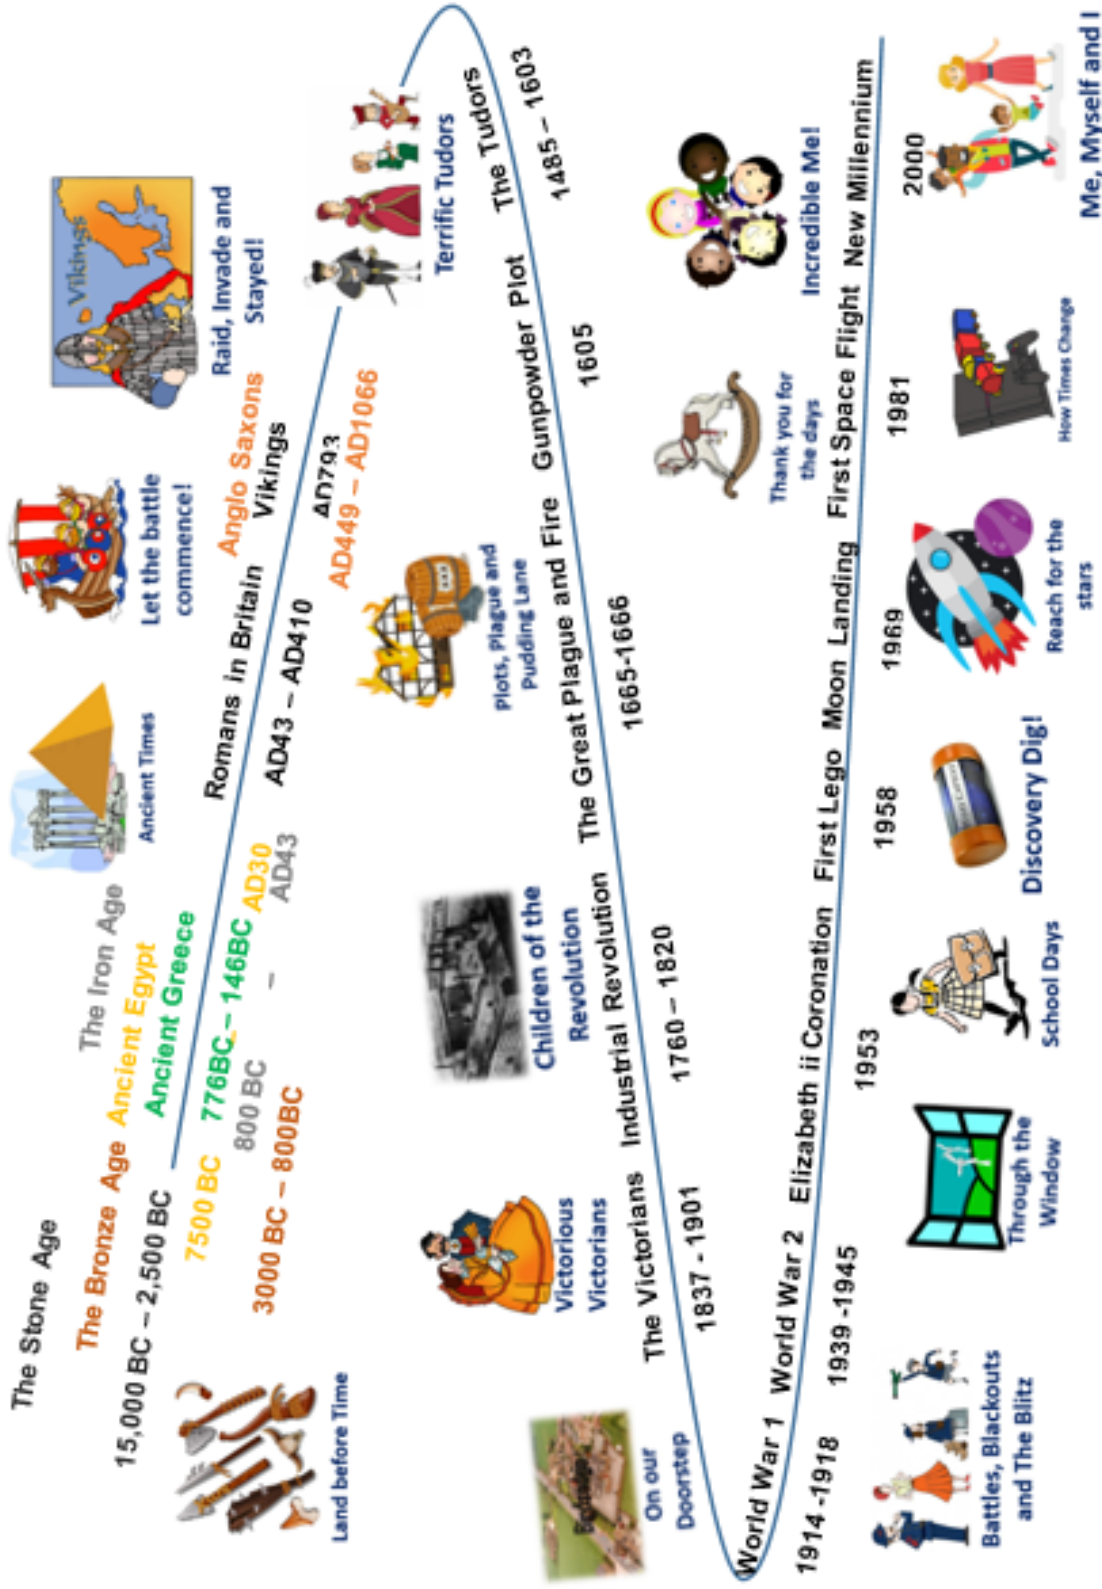 The Stone Age
The Bronze Age
The Iron Age
Ancient Egypt
Ancient Greece
15,000 BC – 2,500 BC
7500 BC
AD30
776BC – 146BC
800 BC – AD43
3000 BC – 800BC
Land before Time
Ancient Times
Romans in Britain
AD43 – AD410
Let the battle
commence!
Anglo Saxons
Vikings
AD793
AD449 – AD1066
Vikings
Raid, Invade and
Stayed!
Terrific Tudors
The Tudors
1485 – 1603
Gunpowder Plot
1605
Plots, Plague and
Pudding Lane
The Great Plague and Fire
1665-1666
Children of the
Revolution
Industrial Revolution
1760 – 1820
Victorious
Victorians
The Victorians
1837 - 1901
On our
Doorstep
World War 1
1914 -1918
World War 2
1939 -1945
Battles, Blackouts
and The Blitz
Elizabeth ii Coronation
1953
Through the
Window
School Days
First Lego
1958
Discovery Dig!
Moon Landing
1969
Reach for the
stars
First Space Flight
1981
How Times Change
Thank you for
the days
Incredible Me!
New Millennium
2000
Me, Myself and I